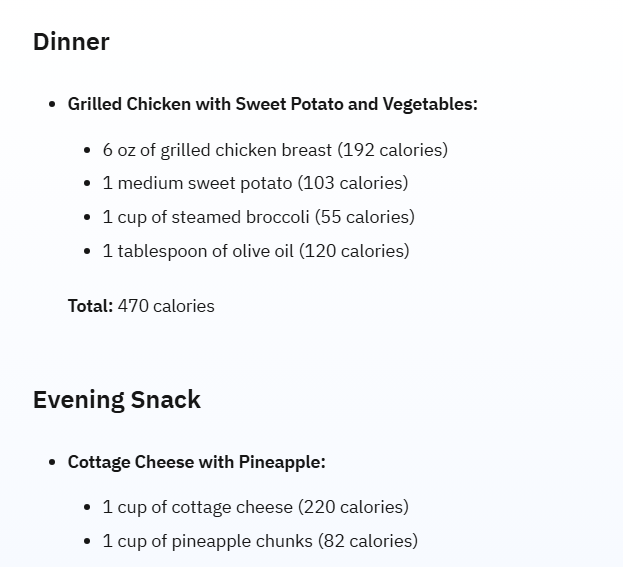 Dinner
• Grilled Chicken with Sweet Potato and Vegetables:
• 6 oz of grilled chicken breast (192 calories)
• 1 medium sweet potato (103 calories)
• 1 cup of steamed broccoli (55 calories)
• 1 tablespoon of olive oil (120 calories)
Total: 470 calories
Evening Snack
• Cottage Cheese with Pineapple:
• 1 cup of cottage cheese (220 calories)
• 1 cup of pineapple chunks (82 calories)